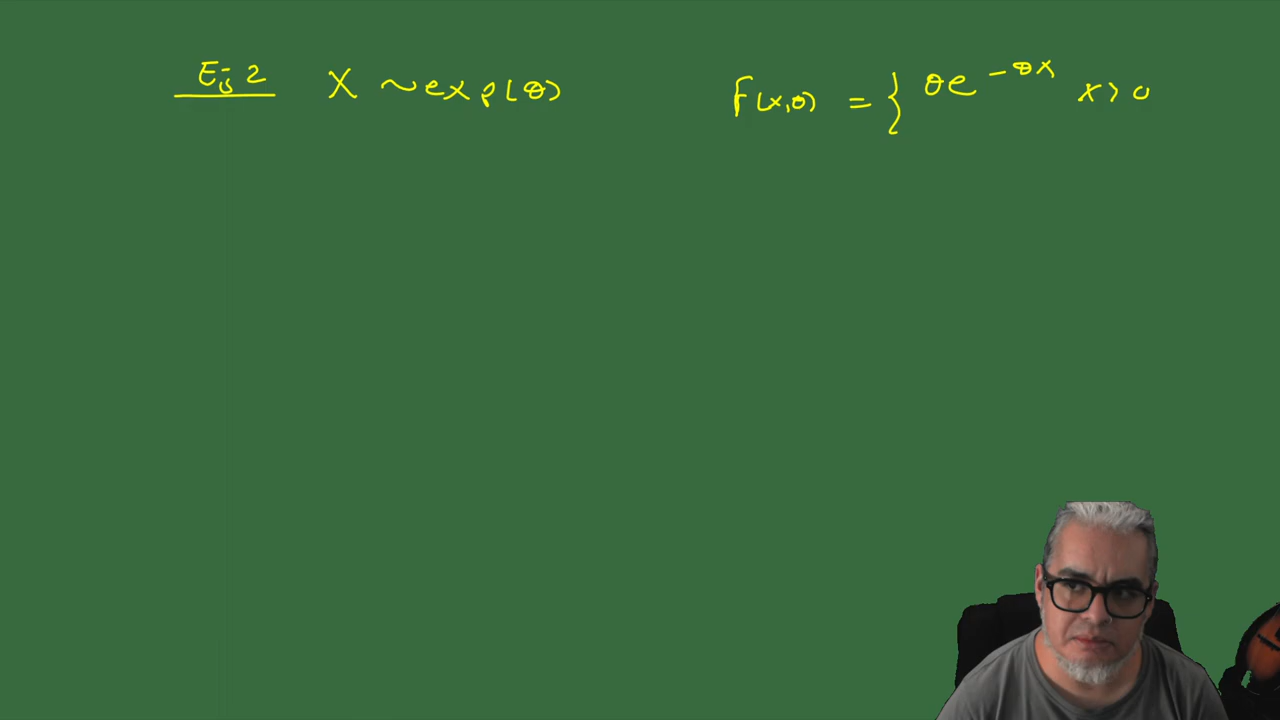 Ej 2 X ~ exp(θ) F(x,θ) = { θe^{-θx} x>0